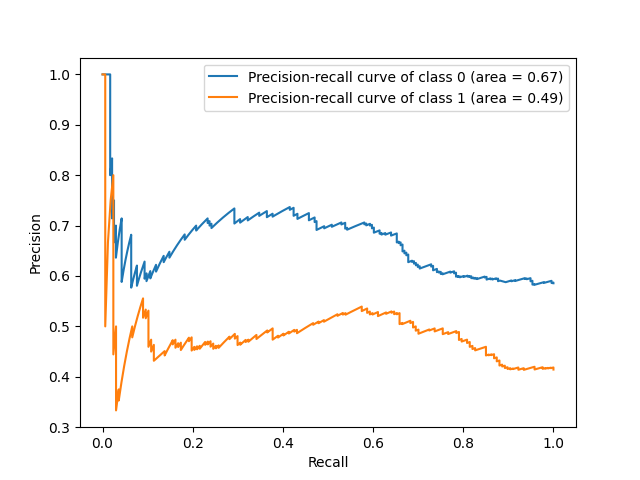 Precision-recall curve of class 0 (area = 0.67)
Precision-recall curve of class 1 (area = 0.49)
1.0
0.9
0.8
0.7
0.6
0.5
0.4
0.3
Precision
0.0 0.2 0.4 0.6 0.8 1.0
Recall